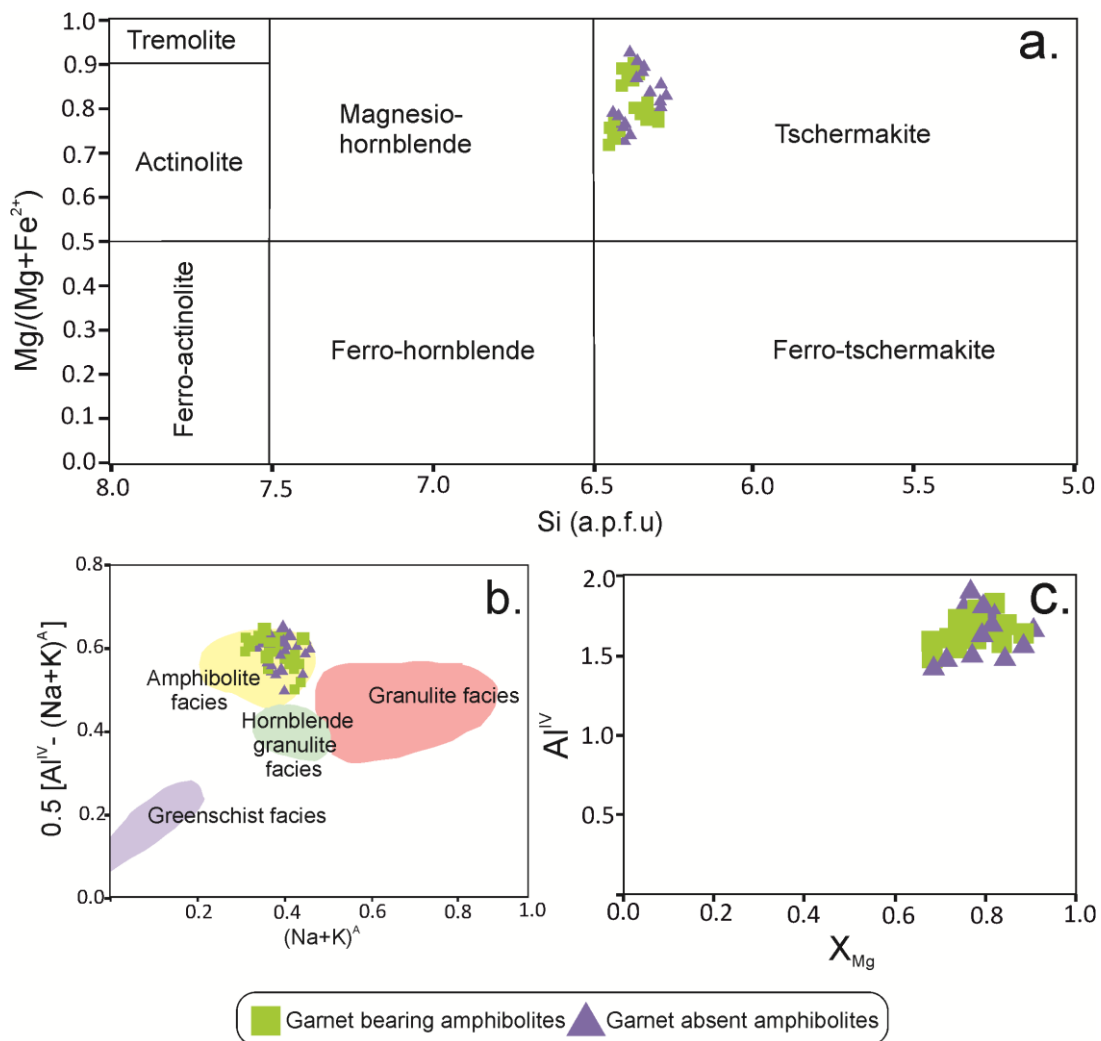 a.
1.0
0.9
0.8
0.7
0.6
0.5
0.4
0.3
0.2
0.1
0.0
Mg/(Mg+Fe²⁺)
Tremolite
Actinolite
Magnesio-
hornblende
Tschermakite
Ferro-actinolite
Ferro-hornblende
Ferro-tschermakite
8.0
7.5
7.0
6.5
6.0
5.5
5.0
Si (a.p.f.u)
b.
0.8
0.6
0.4
0.2
0.0
0.5 [Alᴵⱽ- (Na+K)ᴬ]
Amphibolite
facies
Granulite facies
Hornblende
granulite
facies
Greenschist facies
0.2
0.4
0.6
0.8
1.0
(Na+K)ᴬ
c.
2.0
1.5
1.0
0.5
Alᴵⱽ
0.0
0.2
0.4
0.6
0.8
1.0
X_Mg
Garnet bearing amphibolites
Garnet absent amphibolites